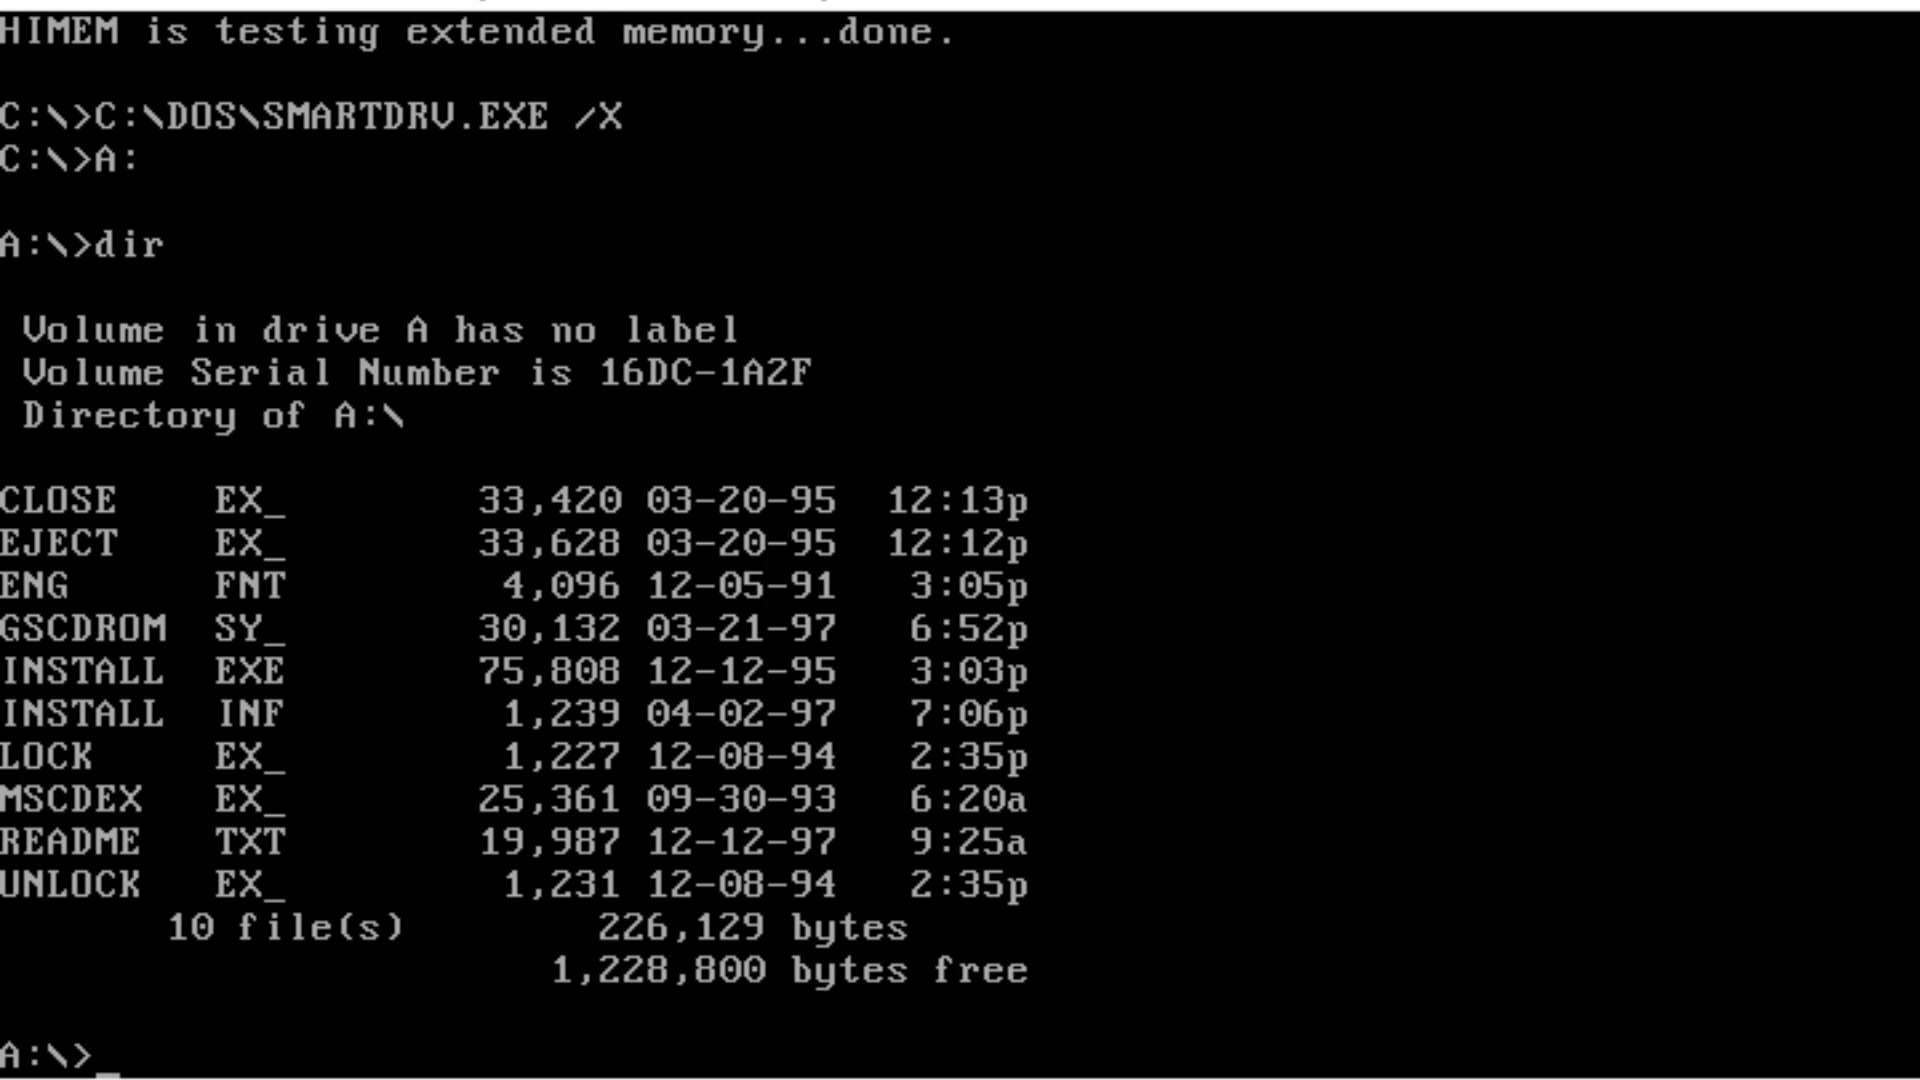 HIMEM is testing extended memory...done.
C:\>C:\DOS\SMARTDRV.EXE /X
C:\>A:
A:\>dir
Volume in drive A has no label
Volume Serial Number is 16DC-1A2F
Directory of A:\
CLOSE    EX_        33,420 03-20-95  12:13p
EJECT    EX_        33,628 03-20-95  12:12p
ENG      FNT         4,096 12-05-91   3:05p
GSCDROM  SY_        30,132 03-21-97   6:52p
INSTALL  EXE        75,808 12-12-95   3:03p
INSTALL  INF         1,239 04-02-97   7:06p
LOCK     EX_         1,227 12-08-94   2:35p
MSCDEX   EX_        25,361 09-30-93   6:20a
README   TXT        19,987 12-12-97   9:25a
UNLOCK   EX_         1,231 12-08-94   2:35p
10 file(s)        226,129 bytes
1,228,800 bytes free
A:\>_